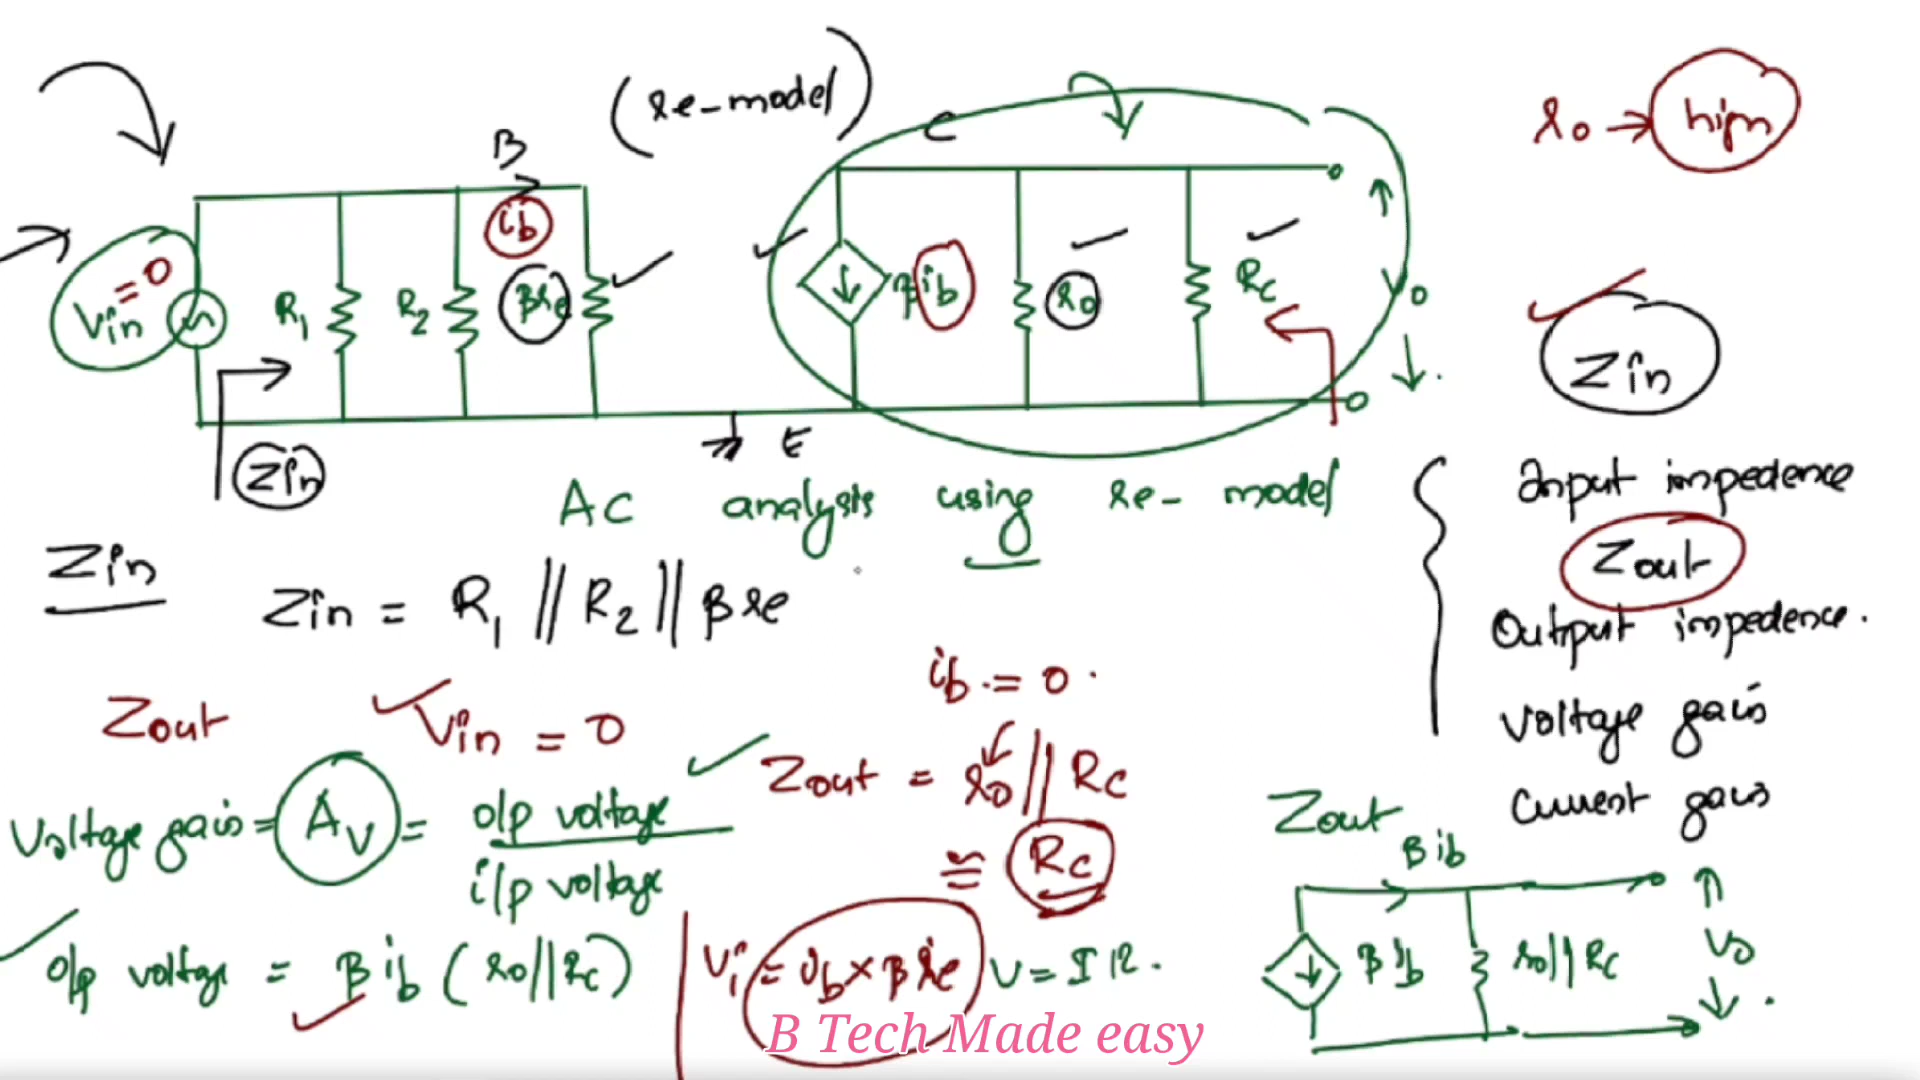 (re-model)
B
C
ro → high
ib
Vin = 0
R1
R2
βre
βib
ro
Rc
Vo
Zin
Zin
E
AC analysis using re-model
Input impedence
Zout
Output impedence.
Voltage gain
Current gain
Zin
Zin = R1 || R2 || βre
ib = 0
Zout
Vin = 0
Zout = ro || Rc
≅ Rc
Voltage gain = AV = o/p voltage
i/p voltage
o/p voltage = βib (ro||Rc)
Vi = ib × βre
V = IR.
Zout
Bib
βib
ro||Rc
Vo
B Tech Made easy